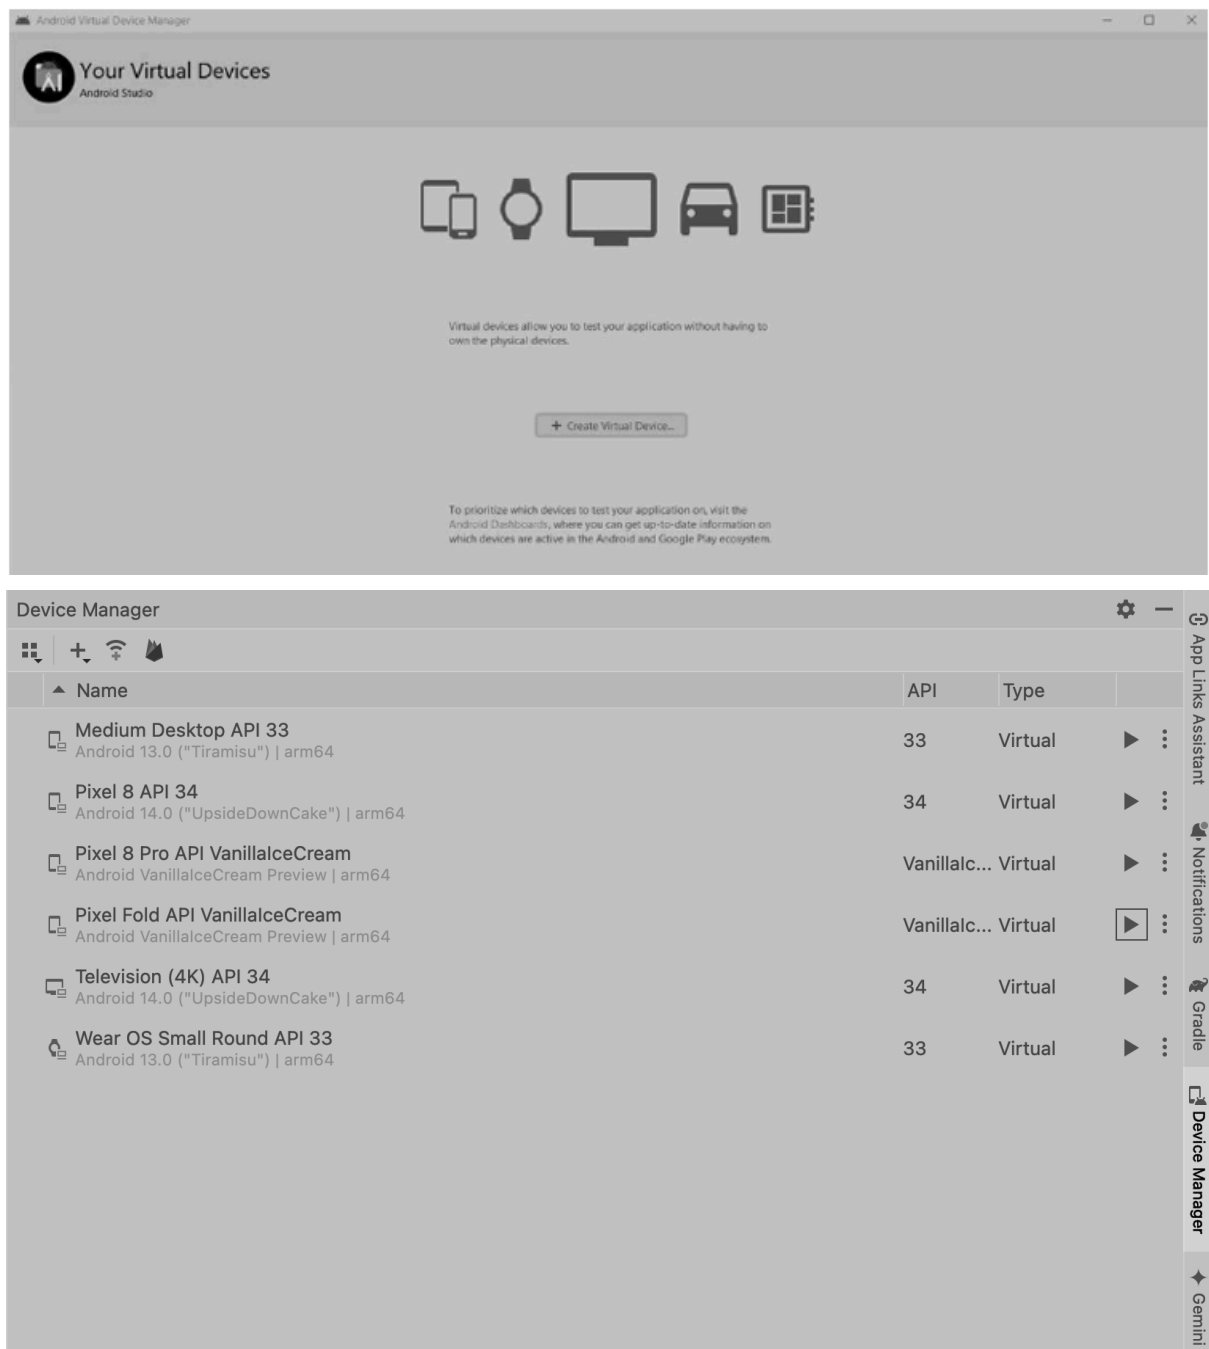 Android Virtual Device Manager
Your Virtual Devices
Android Studio
Virtual devices allow you to test your application without having to
own the physical devices.
+ Create Virtual Device...
To prioritize which devices to test your application on, visit the
Android Dashboards, where you can get up-to-date information on
which devices are active in the Android and Google Play ecosystem.
Device Manager
Name API Type
Medium Desktop API 33
Android 13.0 ("Tiramisu") | arm64
33 Virtual
Pixel 8 API 34
Android 14.0 ("UpsideDownCake") | arm64
34 Virtual
Pixel 8 Pro API VanillaIceCream
Android VanillaIceCream Preview | arm64
VanillaIc... Virtual
Pixel Fold API VanillaIceCream
Android VanillaIceCream Preview | arm64
VanillaIc... Virtual
Television (4K) API 34
Android 14.0 ("UpsideDownCake") | arm64
34 Virtual
Wear OS Small Round API 33
Android 13.0 ("Tiramisu") | arm64
33 Virtual
App Links Assistant
Notifications
Gradle
Device Manager
Gemini